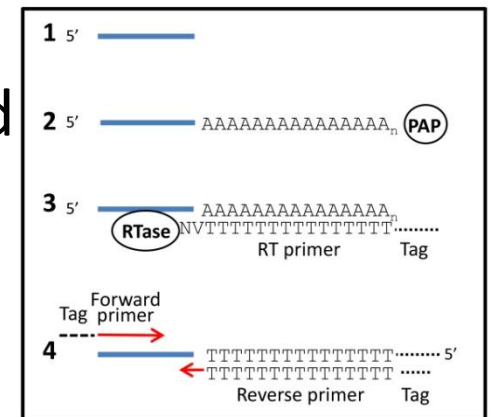 1 5’
d
2 5’ AAAAAAAAAAAAAAAn PAP
3 5’ AAAAAAAAAAAAAAAn
RTase NVTTTTTTTTTTTTTTT
RT primer Tag
Forward
Tag primer
4 TTTTTTTTTTTTTTT 5’
TTTTTTTTTTTTTTT
Reverse primer Tag